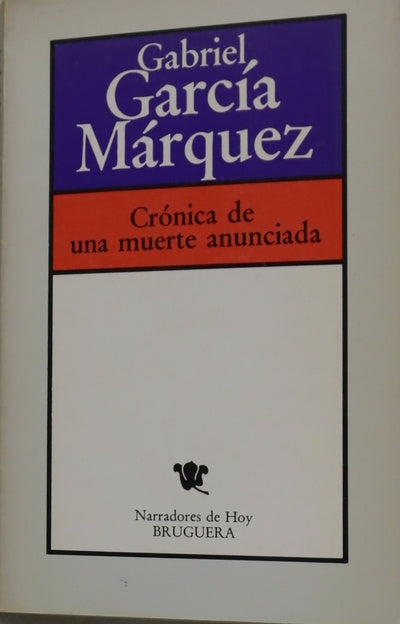 Gabriel
García
Márquez
Crónica de
una muerte anunciada
Narradores de Hoy
BRUGUERA